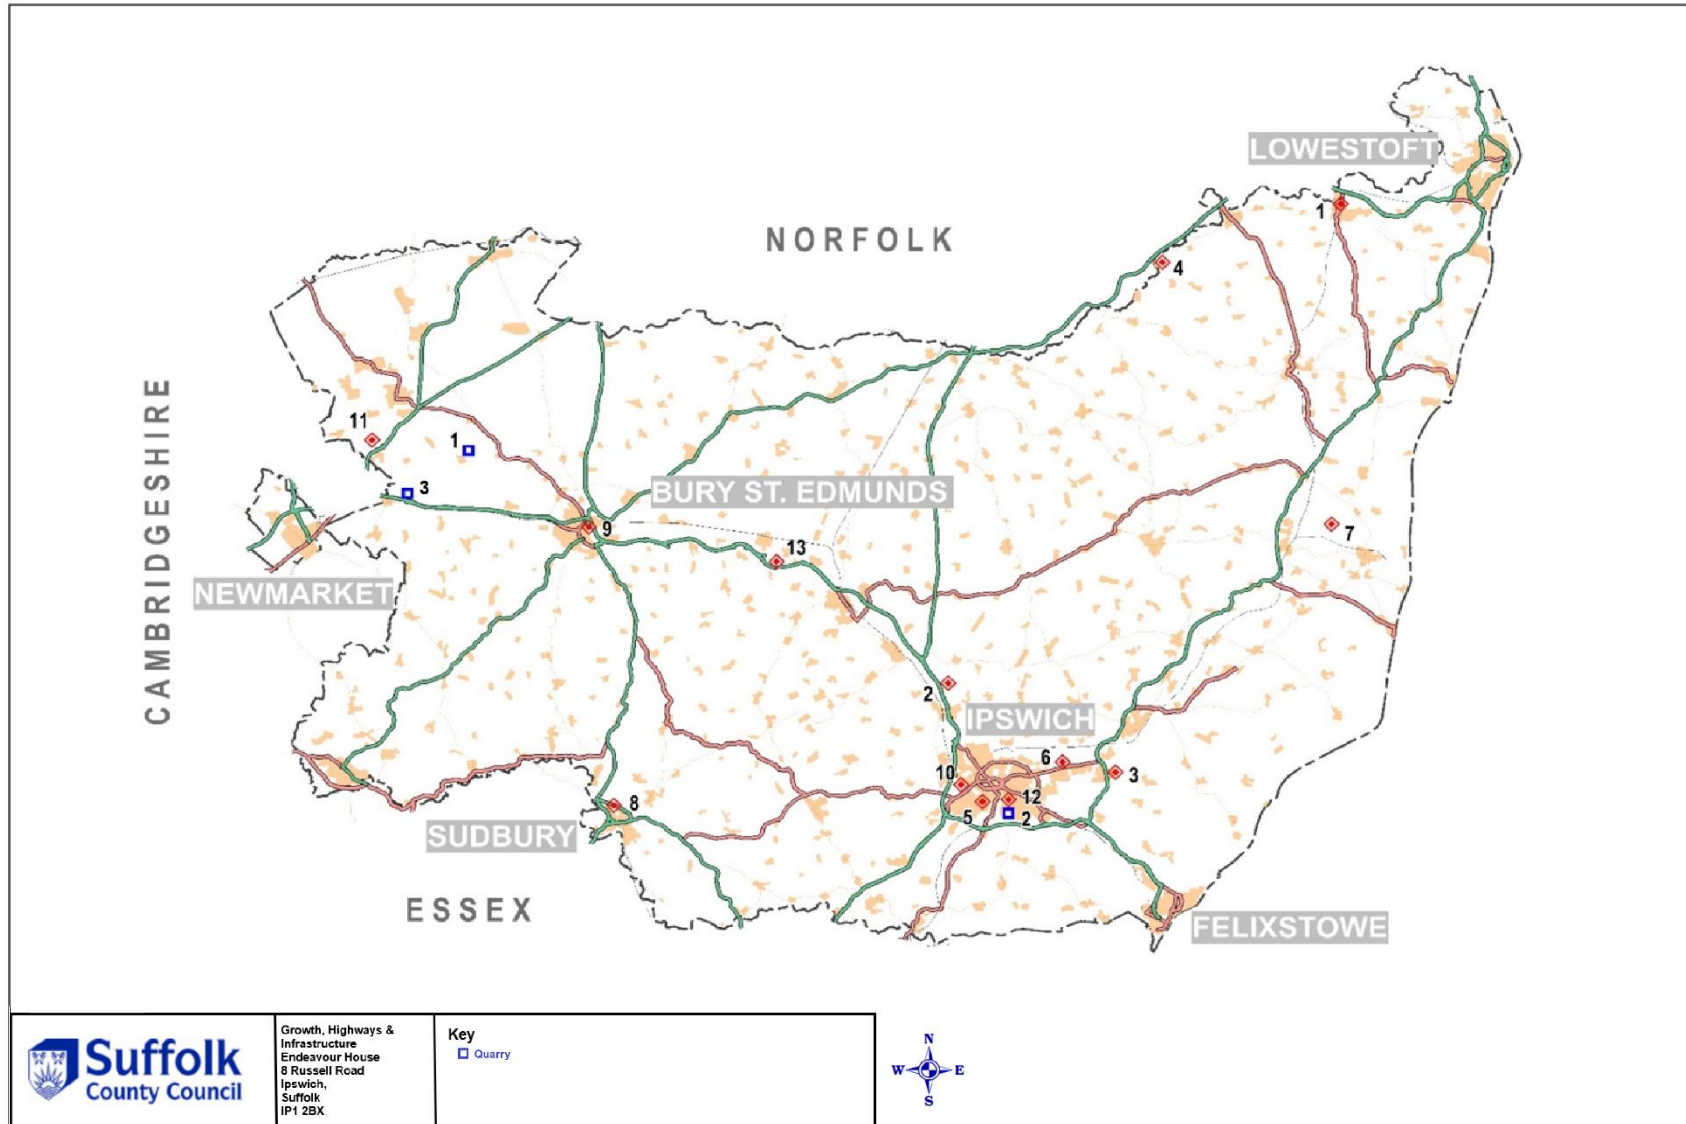 LOWESTOFT
1
NORFOLK
4
CAMBRIDGESHIRE
11
1
3
BURY ST. EDMUNDS
9
7
13
NEWMARKET
2
IPSWICH
6
3
10
12
5
2
8
SUDBURY
ESSEX
FELIXSTOWE
Suffolk
County Council
Growth, Highways &
Infrastructure
Endeavour House
8 Russell Road
Ipswich,
Suffolk
IP1 2BX
Key
Quarry
N
W
E
S